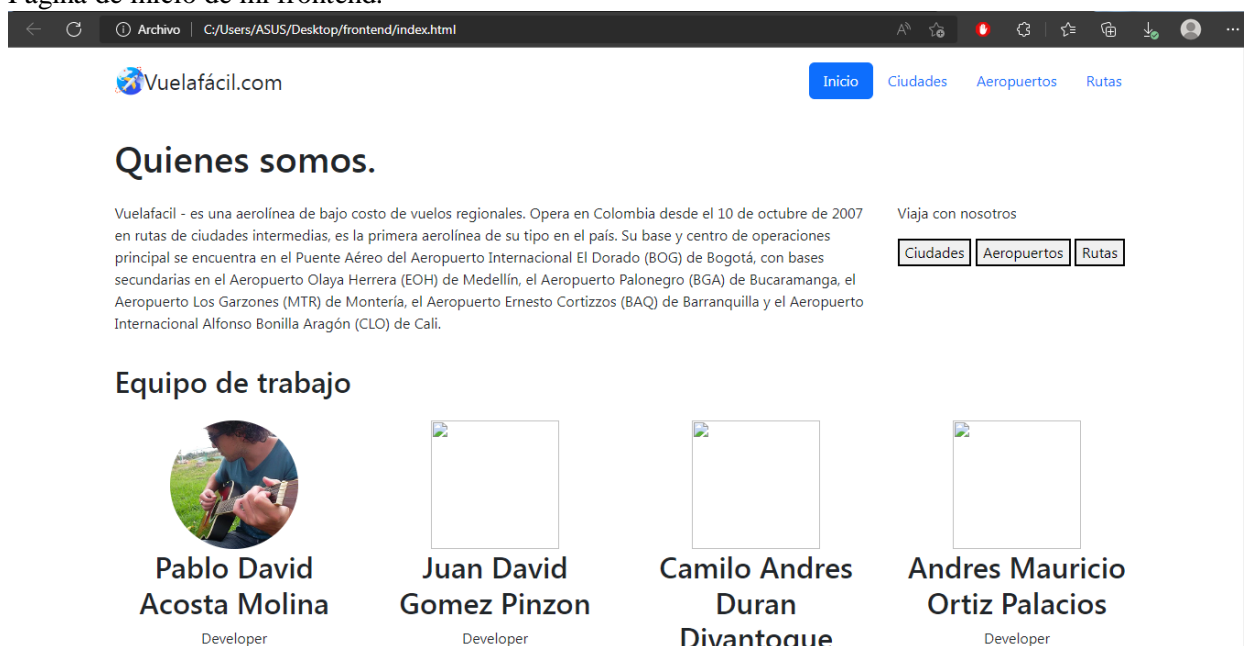 Página de inicio de mi frontend.
Archivo C:/Users/ASUS/Desktop/frontend/index.html
Vuelafácil.com Inicio Ciudades Aeropuertos Rutas
Quienes somos.
Vuelafacil - es una aerolínea de bajo costo de vuelos regionales. Opera en Colombia desde el 10 de octubre de 2007
en rutas de ciudades intermedias, es la primera aerolínea de su tipo en el país. Su base y centro de operaciones
principal se encuentra en el Puente Aéreo del Aeropuerto Internacional El Dorado (BOG) de Bogotá, con bases
secundarias en el Aeropuerto Olaya Herrera (EOH) de Medellín, el Aeropuerto Palonegro (BGA) de Bucaramanga, el
Aeropuerto Los Garzones (MTR) de Montería, el Aeropuerto Ernesto Cortizzos (BAQ) de Barranquilla y el Aeropuerto
Internacional Alfonso Bonilla Aragón (CLO) de Cali.
Viaja con nosotros
Ciudades Aeropuertos Rutas
Equipo de trabajo
Pablo David
Acosta Molina
Developer
Juan David
Gomez Pinzon
Developer
Camilo Andres
Duran
Divantoque
Andres Mauricio
Ortiz Palacios
Developer